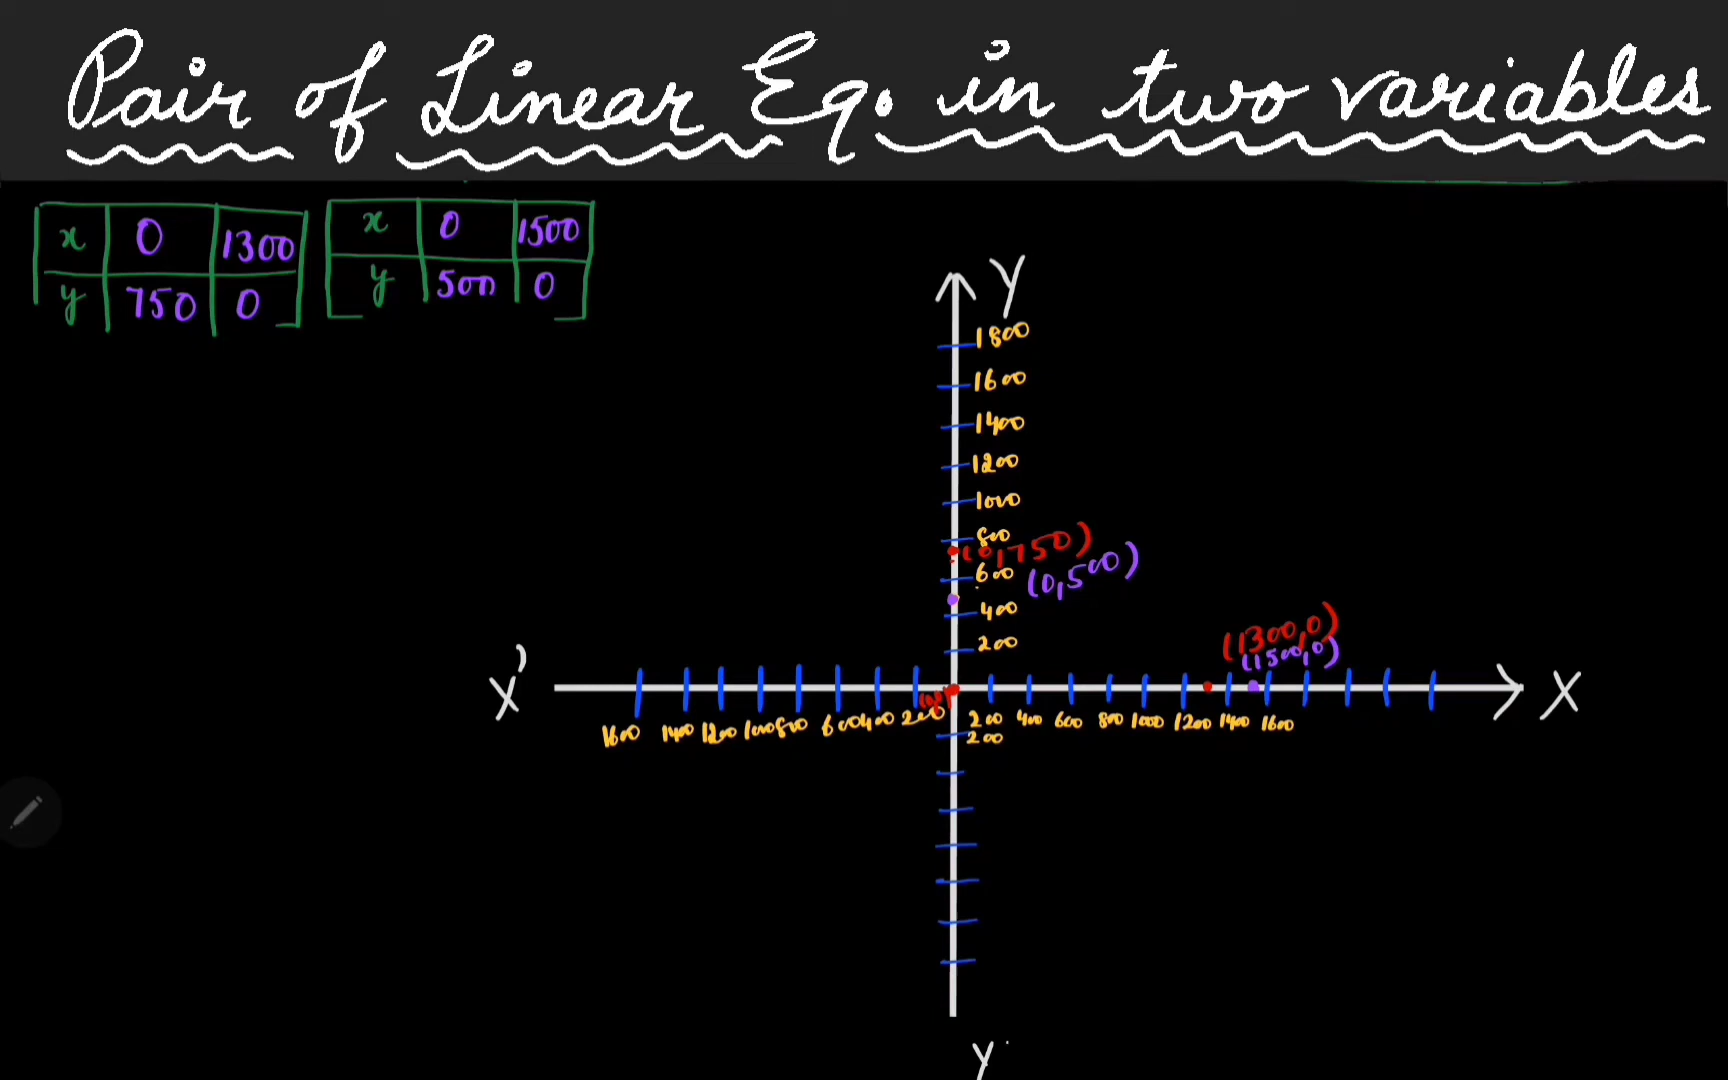 Pair of Linear Eq. in two variables
x 0 1300
y 750 0
x 0 1500
y 500 0
Y
1800
1600
1400
1200
1000
800
(0,750)
600
(0,500)
400
200
(1300,0)
(1500,0)
X'
X
1600 1400 1200 1000 800 600 400 200 200 400 600 800 1000 1200 1400 1600
200
Y